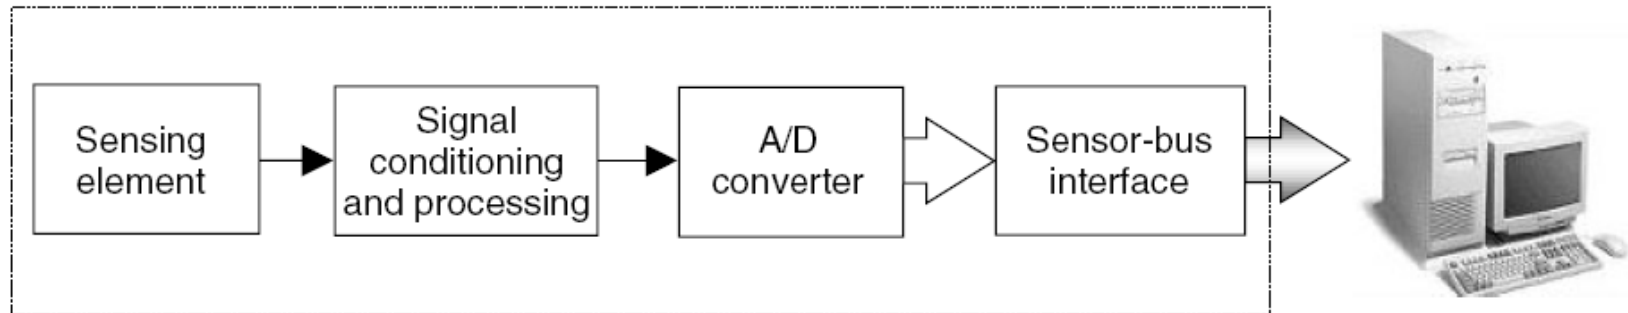 Sensing
element
Signal
conditioning
and processing
A/D
converter
Sensor-bus
interface